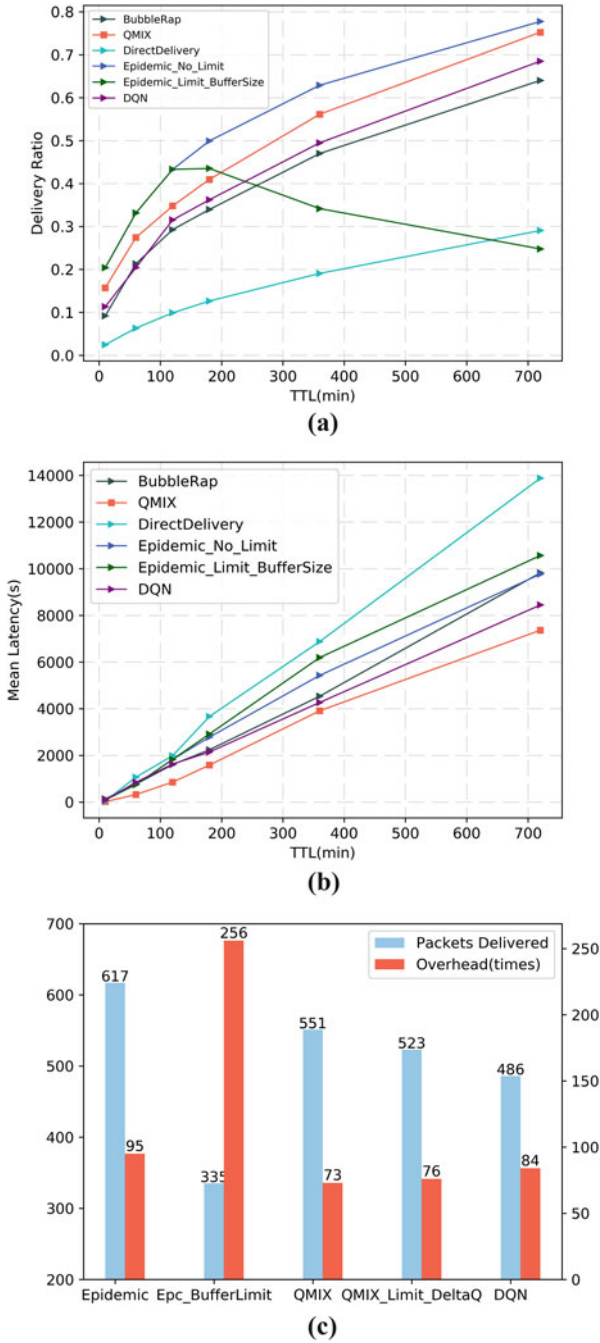 0.8
0.7
0.6
0.5
0.4
0.3
0.2
0.1
0.0
Delivery Ratio
BubbleRap
QMIX
DirectDelivery
Epidemic_No_Limit
Epidemic_Limit_BufferSize
DQN
0 100 200 300 400 500 600 700
TTL(min)
(a)
14000
12000
10000
8000
6000
4000
2000
0
Mean Latency(s)
BubbleRap
QMIX
DirectDelivery
Epidemic_No_Limit
Epidemic_Limit_BufferSize
DQN
0 100 200 300 400 500 600 700
TTL(min)
(b)
700
600
500
400
300
200
Packets Delivered
Overhead(times)
617
95
335
256
551
73
523
76
486
84
250
200
150
100
50
0
Epidemic Epc_BufferLimit QMIX QMIX_Limit_DeltaQ DQN
(c)